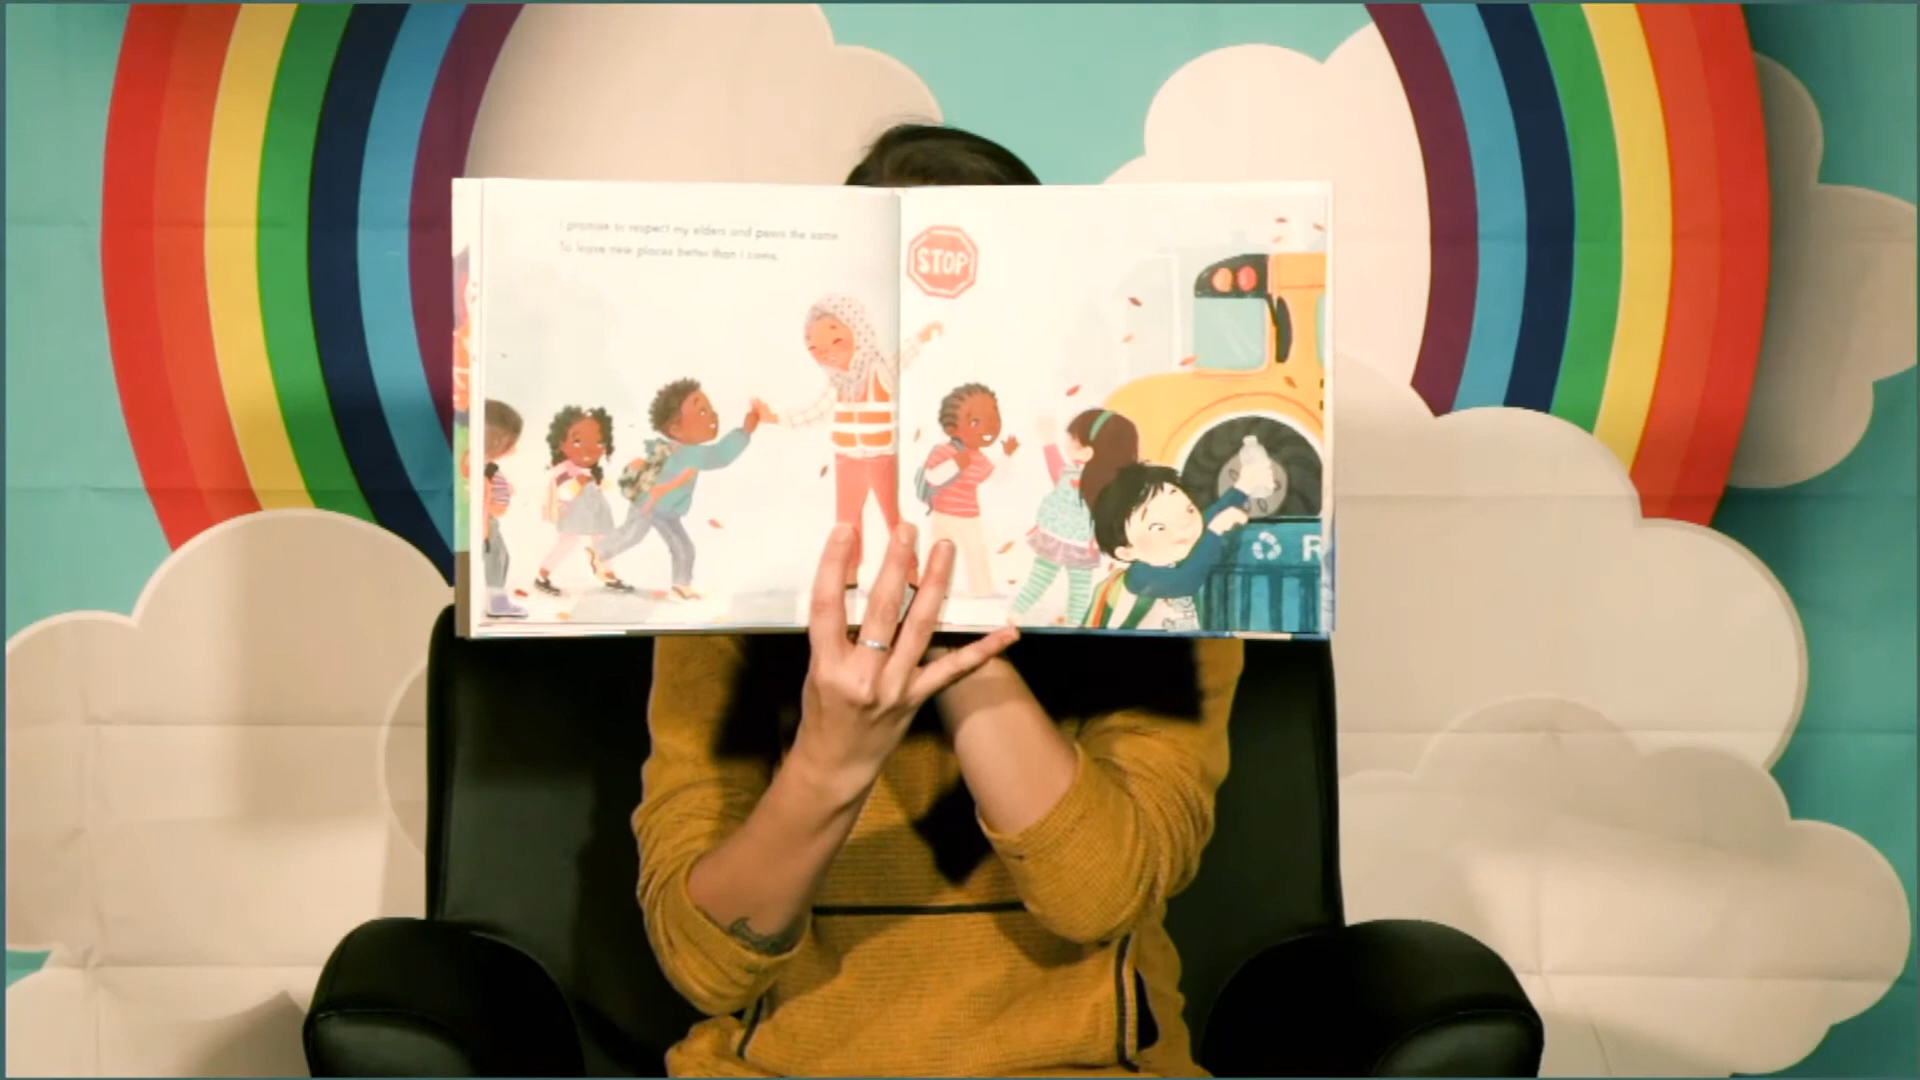 I promise to respect my elders and peers the same
To leave new places better than I came.
STOP
R